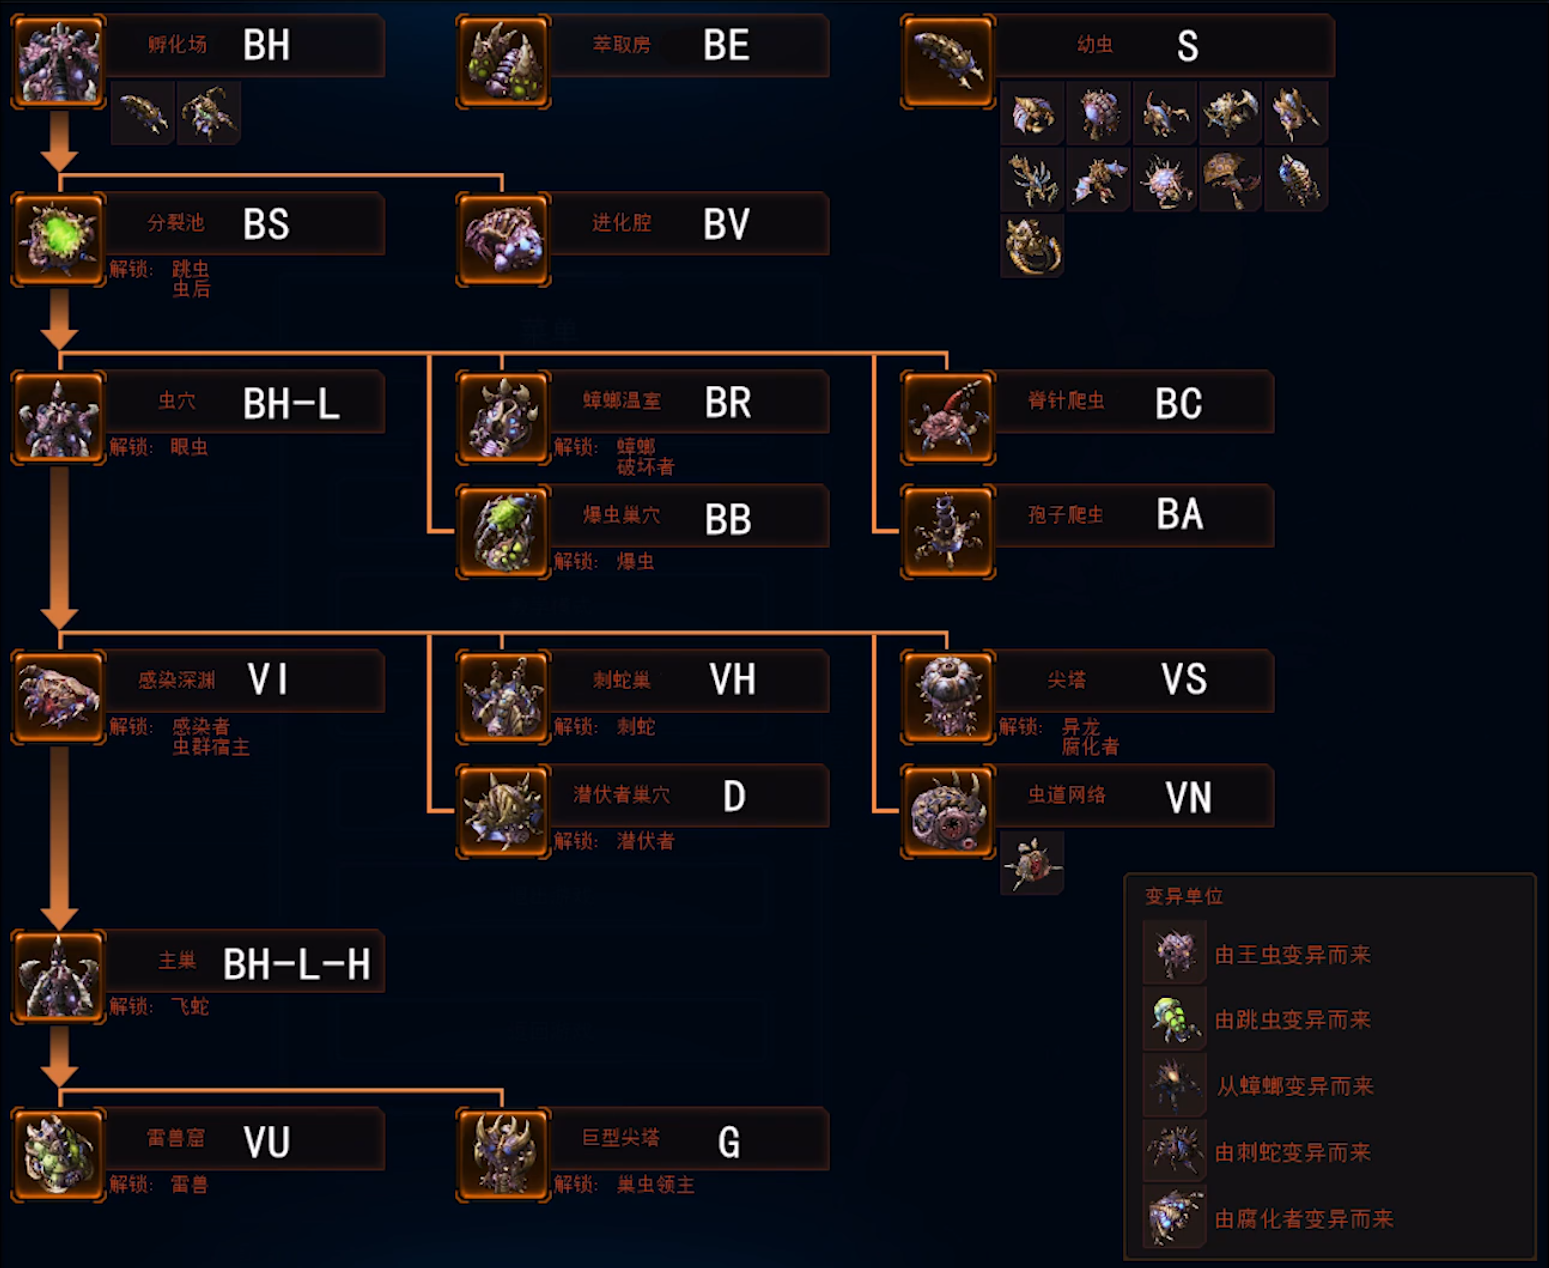 孵化场 BH
萃取房 BE
幼虫 S
分裂池 BS
解锁: 跳虫
虫后
进化腔 BV
虫穴 BH-L
解锁: 眼虫
蟑螂温室 BR
解锁: 蟑螂
破坏者
脊针爬虫 BC
爆虫巢穴 BB
解锁: 爆虫
孢子爬虫 BA
感染深渊 VI
解锁: 感染者
虫群宿主
刺蛇巢 VH
解锁: 刺蛇
尖塔 VS
解锁: 异龙
腐化者
潜伏者巢穴 D
解锁: 潜伏者
虫道网络 VN
主巢 BH-L-H
解锁: 飞蛇
雷兽窟 VU
解锁: 雷兽
巨型尖塔 G
解锁: 巢虫领主
变异单位
由王虫变异而来
由跳虫变异而来
从蟑螂变异而来
由刺蛇变异而来
由腐化者变异而来